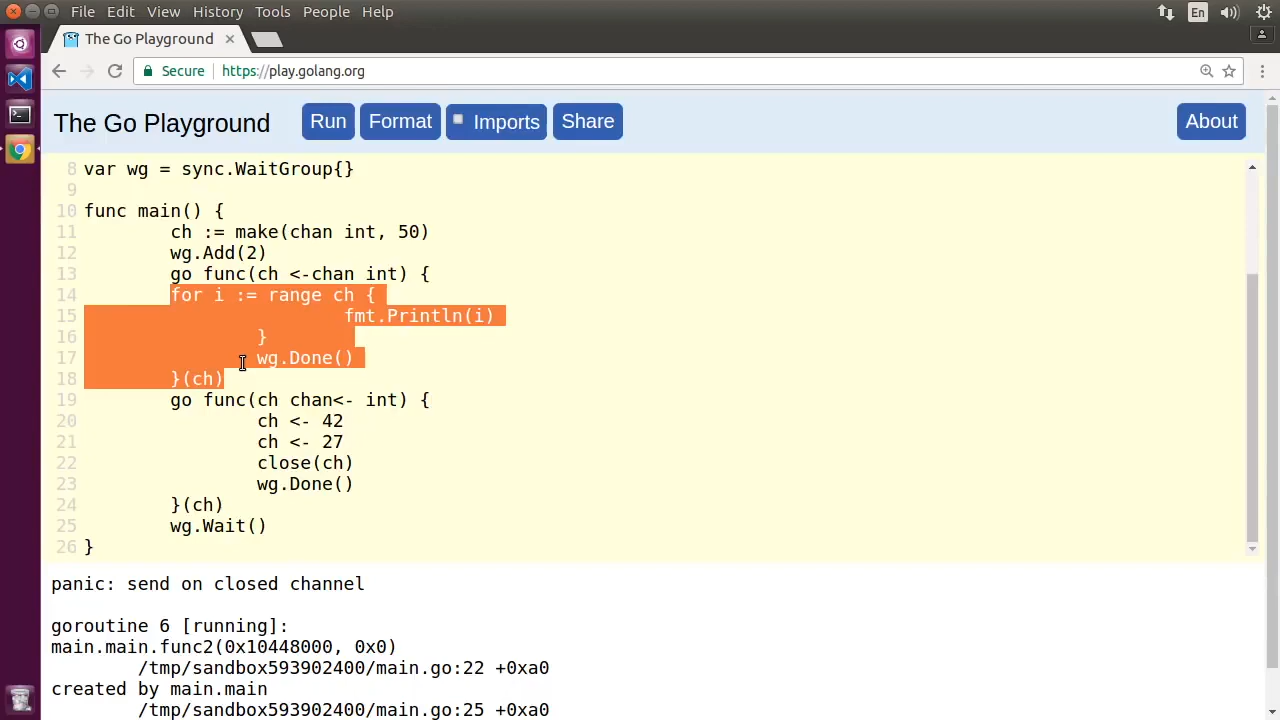 File Edit View History Tools People Help
En
The Go Playground
Secure https://play.golang.org
The Go Playground Run Format Imports Share About
8 var wg = sync.WaitGroup{}
9
10 func main() {
11 ch := make(chan int, 50)
12 wg.Add(2)
13 go func(ch <-chan int) {
14 for i := range ch {
15 fmt.Println(i)
16 }
17 wg.Done()
18 }(ch)
19 go func(ch chan<- int) {
20 ch <- 42
21 ch <- 27
22 close(ch)
23 wg.Done()
24 }(ch)
25 wg.Wait()
26 }
panic: send on closed channel
goroutine 6 [running]:
main.main.func2(0x10448000, 0x0)
/tmp/sandbox593902400/main.go:22 +0xa0
created by main.main
/tmp/sandbox593902400/main.go:25 +0xa0